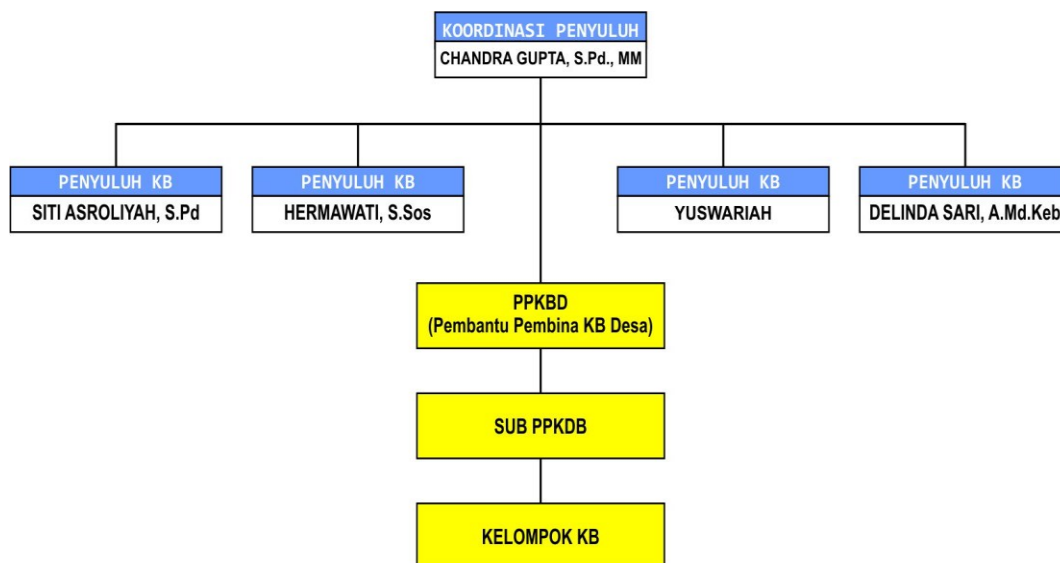 KOORDINASI PENYULUH
CHANDRA GUPTA, S.Pd., MM
PENYULUH KB
SITI ASROLIYAH, S.Pd
PENYULUH KB
HERMAWATI, S.Sos
PENYULUH KB
YUSWARIAH
PENYULUH KB
DELINDA SARI, A.Md.Keb
PPKBD
(Pembantu Pembina KB Desa)
SUB PPKDB
KELOMPOK KB